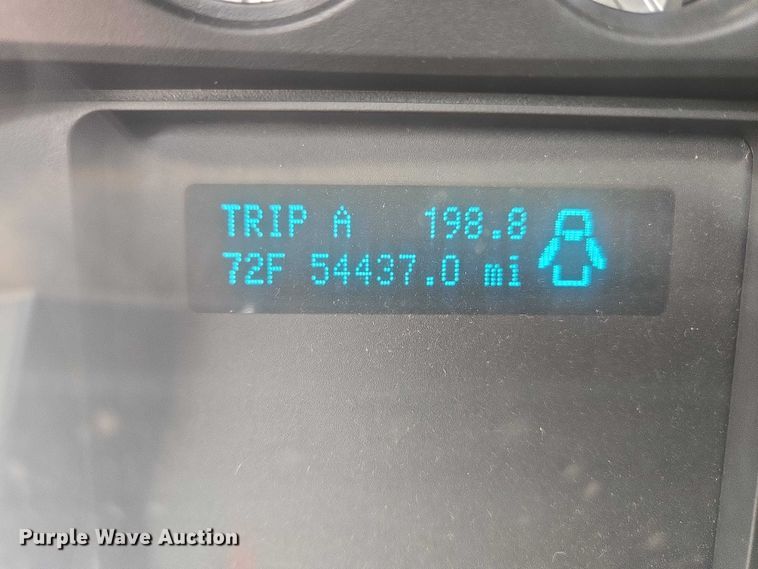 TRIP A 198.8
72F 54437.0 mi
Purple Wave Auction